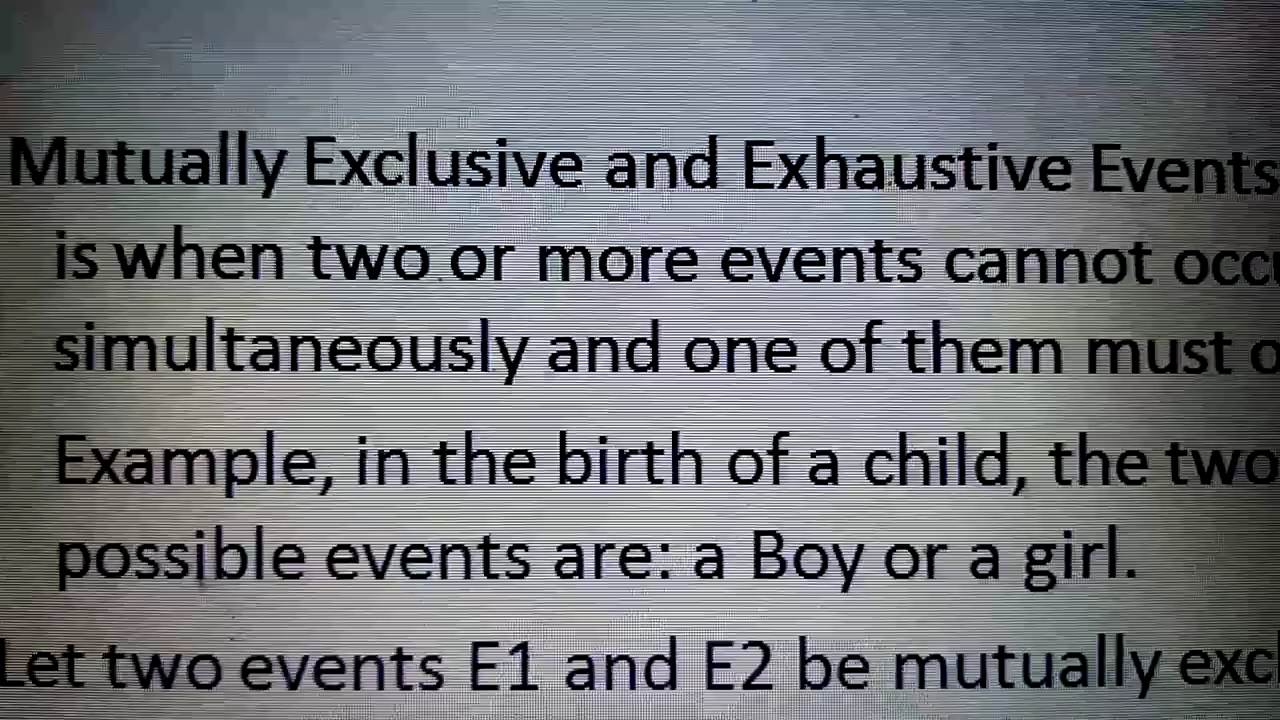 Mutually Exclusive and Exhaustive Events
is when two or more events cannot
simultaneously and one of them must
Example, in the birth of a child, the two
possible events are: a Boy or a girl.
Let two events E1 and E2 be mutually